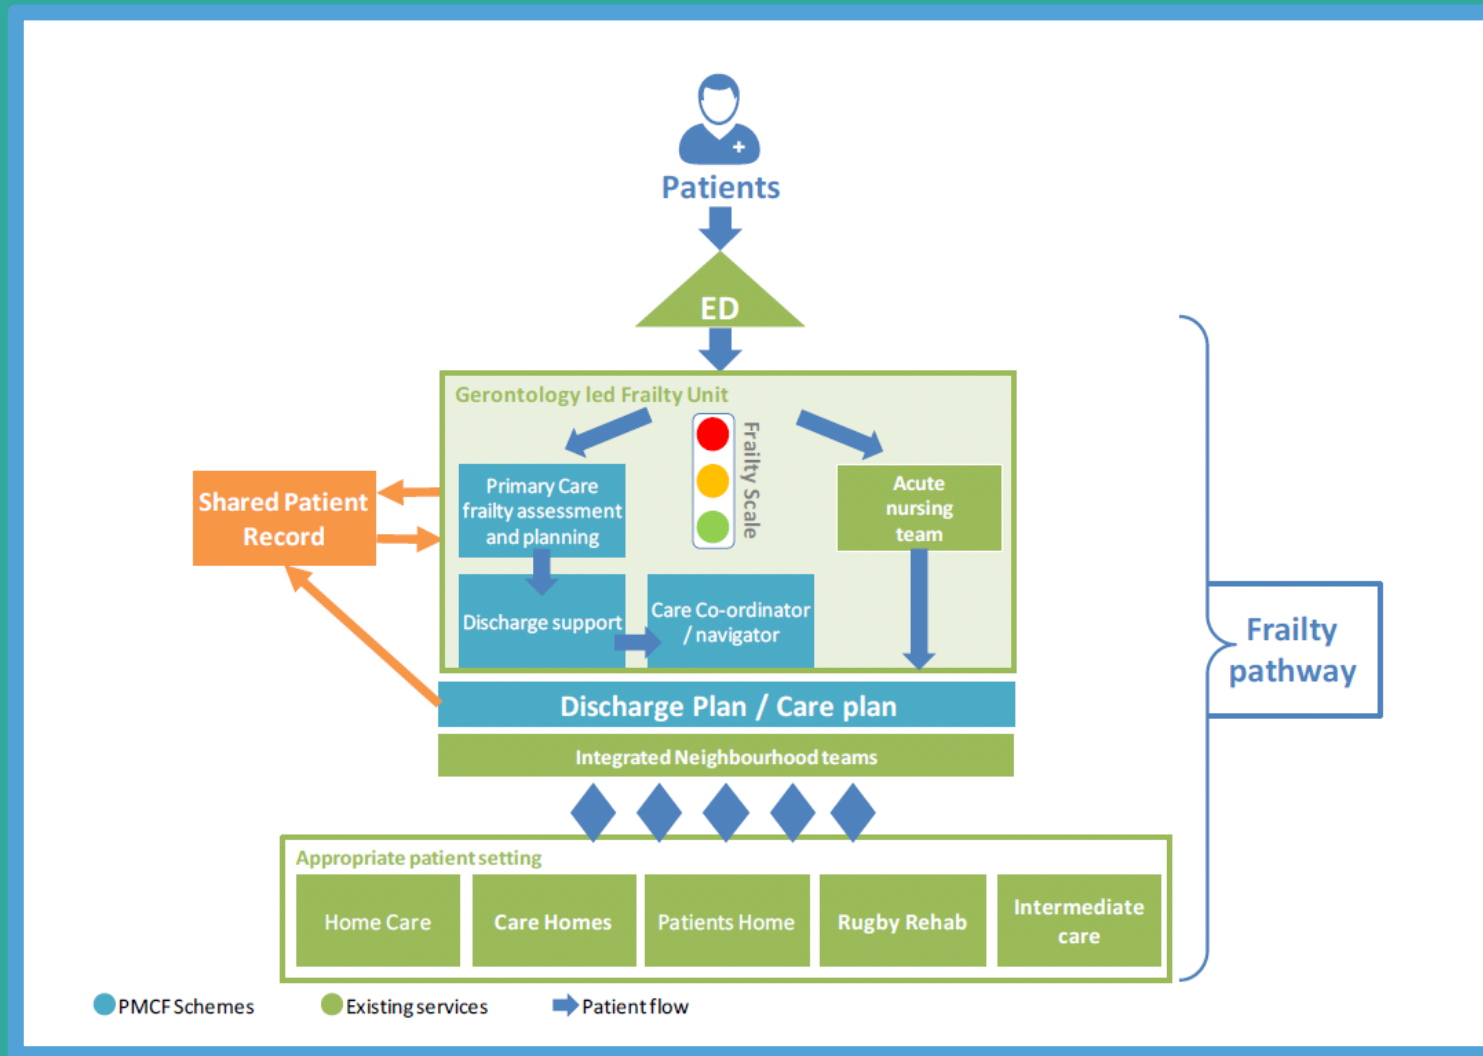 Patients
ED
Gerontology led Frailty Unit
Frailty Scale
Primary Care
frailty assessment
and planning
Acute
nursing
team
Shared Patient
Record
Discharge support
Care Co-ordinator
/ navigator
Discharge Plan / Care plan
Integrated Neighbourhood teams
Frailty
pathway
Appropriate patient setting
Home Care
Care Homes
Patients Home
Rugby Rehab
Intermediate
care
PMCF Schemes
Existing services
Patient flow